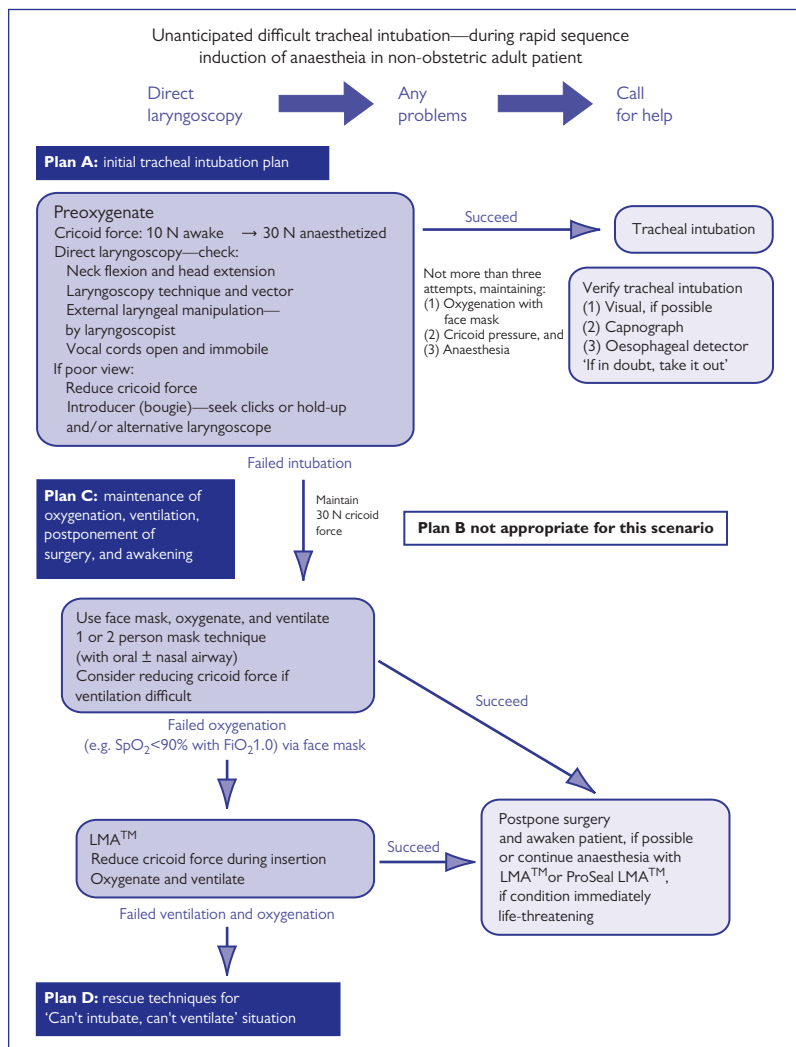 Unanticipated difficult tracheal intubation—during rapid sequence
induction of anaestheia in non-obstetric adult patient
Direct
laryngoscopy
Any
problems
Call
for help
Plan A: initial tracheal intubation plan
Preoxygenate
Cricoid force: 10 N awake → 30 N anaesthetized
Direct laryngoscopy—check:
Neck flexion and head extension
Laryngoscopy technique and vector
External laryngeal manipulation—
by laryngoscopist
Vocal cords open and immobile
If poor view:
Reduce cricoid force
Introducer (bougie)—seek clicks or hold-up
and/or alternative laryngoscope
Succeed
Tracheal intubation
Not more than three
attempts, maintaining:
(1) Oxygenation with
face mask
(2) Cricoid pressure, and
(3) Anaesthesia
Verify tracheal intubation
(1) Visual, if possible
(2) Capnograph
(3) Oesophageal detector
‘If in doubt, take it out’
Failed intubation
Plan C: maintenance of
oxygenation, ventilation,
postponement of
surgery, and awakening
Maintain
30 N cricoid
force
Plan B not appropriate for this scenario
Use face mask, oxygenate, and ventilate
1 or 2 person mask technique
(with oral ± nasal airway)
Consider reducing cricoid force if
ventilation difficult
Succeed
Failed oxygenation
(e.g. SpO2<90% with FiO21.0) via face mask
LMA™
Reduce cricoid force during insertion
Oxygenate and ventilate
Succeed
Postpone surgery
and awaken patient, if possible
or continue anaesthesia with
LMA™or ProSeal LMA™,
if condition immediately
life-threatening
Failed ventilation and oxygenation
Plan D: rescue techniques for
‘Can't intubate, can't ventilate’ situation